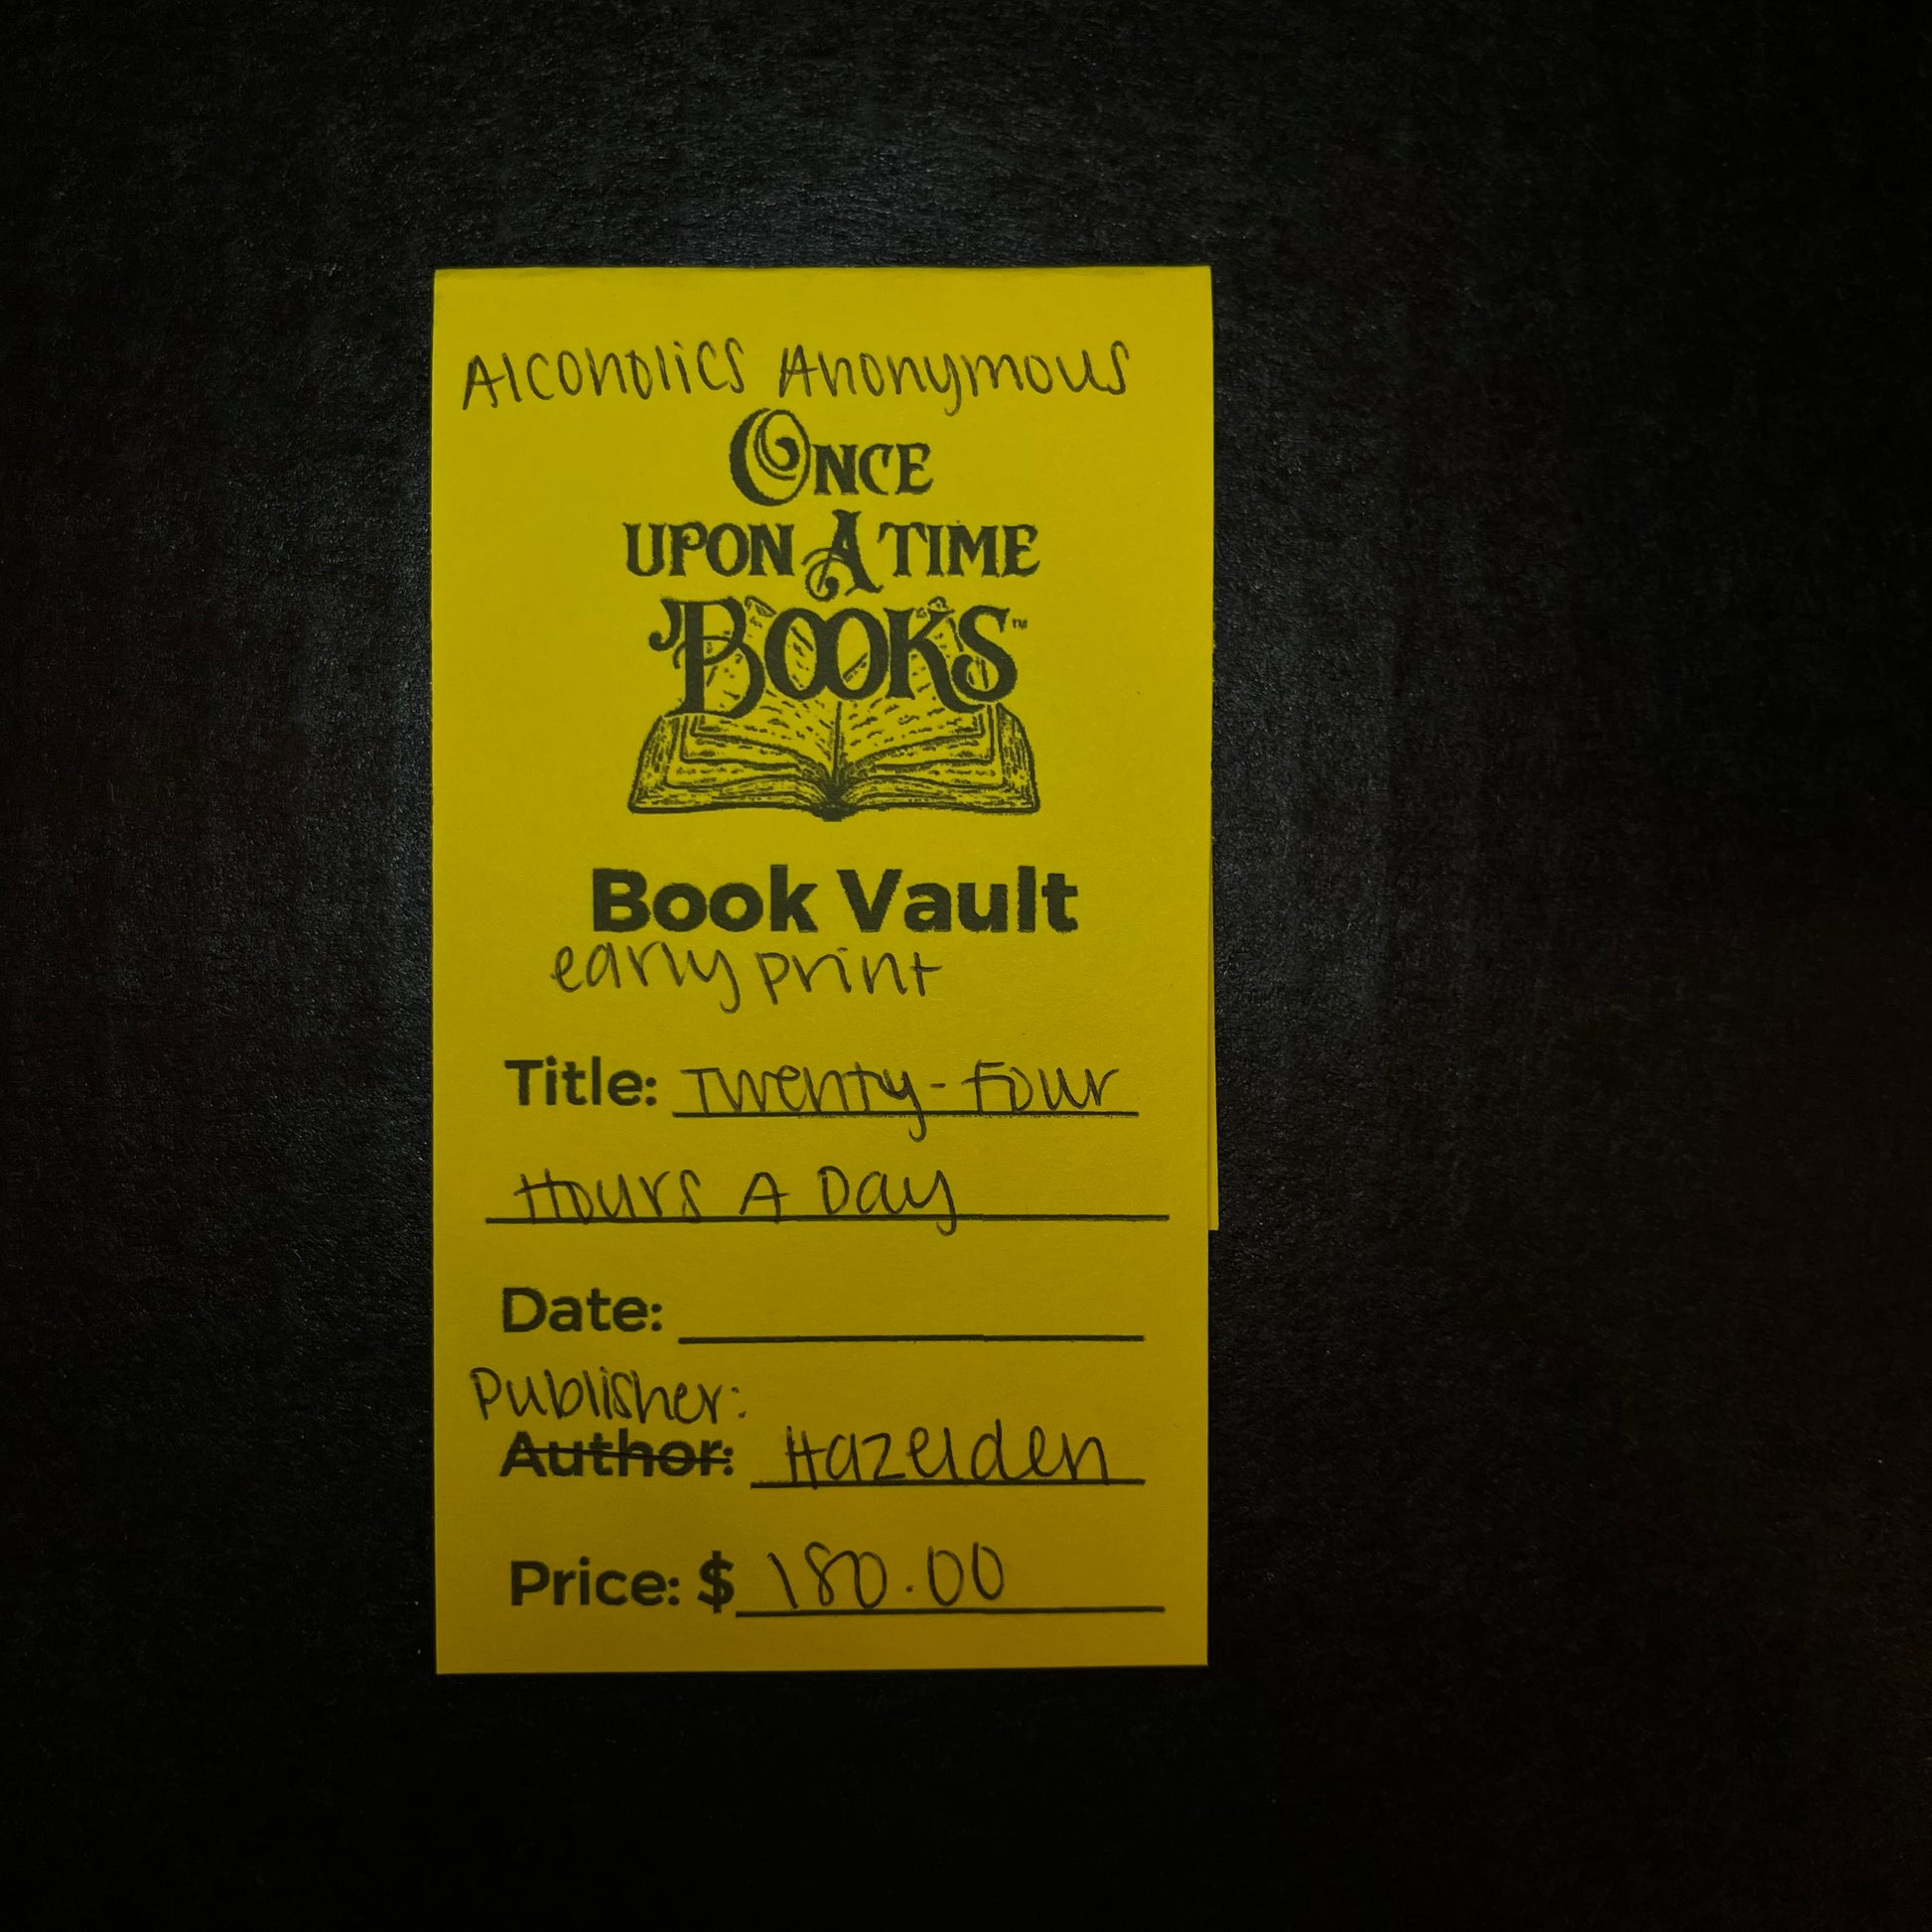 Alcoholics Anonymous
ONCE
UPON A TIME
BOOKS™
Book Vault
early print
Title: Twenty-Four
Hours A Day
Date:
Publisher:
Author: Hazelden
Price: $ 180.00